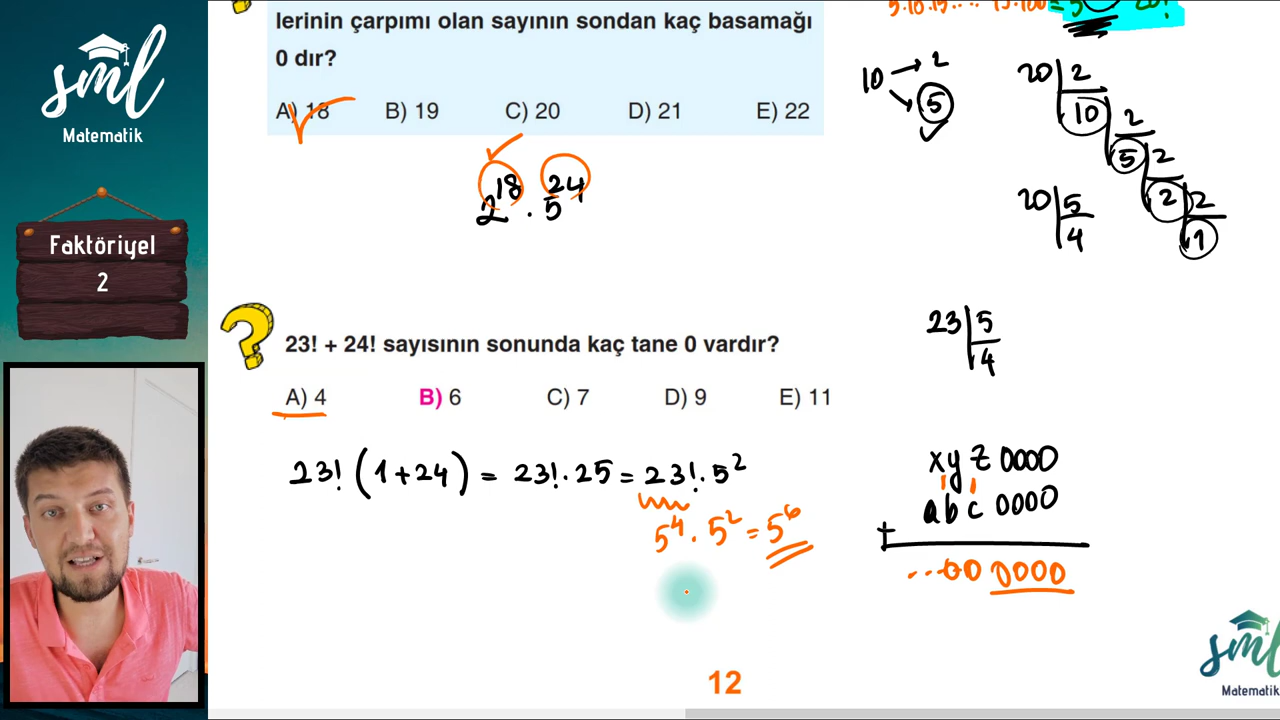 sml
Matematik
Faktöriyel
2
lerinin çarpımı olan sayının sondan kaç basamağı
0 dır?
A) 18 B) 19 C) 20 D) 21 E) 22
2^18 . 5^24
10 → 2
5
20 | 2
10 | 2
5 | 2
2 | 2
1
20 | 5
4
23! + 24! sayısının sonunda kaç tane 0 vardır?
A) 4 B) 6 C) 7 D) 9 E) 11
23 | 5
4
23! (1+24) = 23!.25 = 23!.5^2
5^4 . 5^2 = 5^6
xyz0000
abc0000
+
...000000
12
sml
Matematik